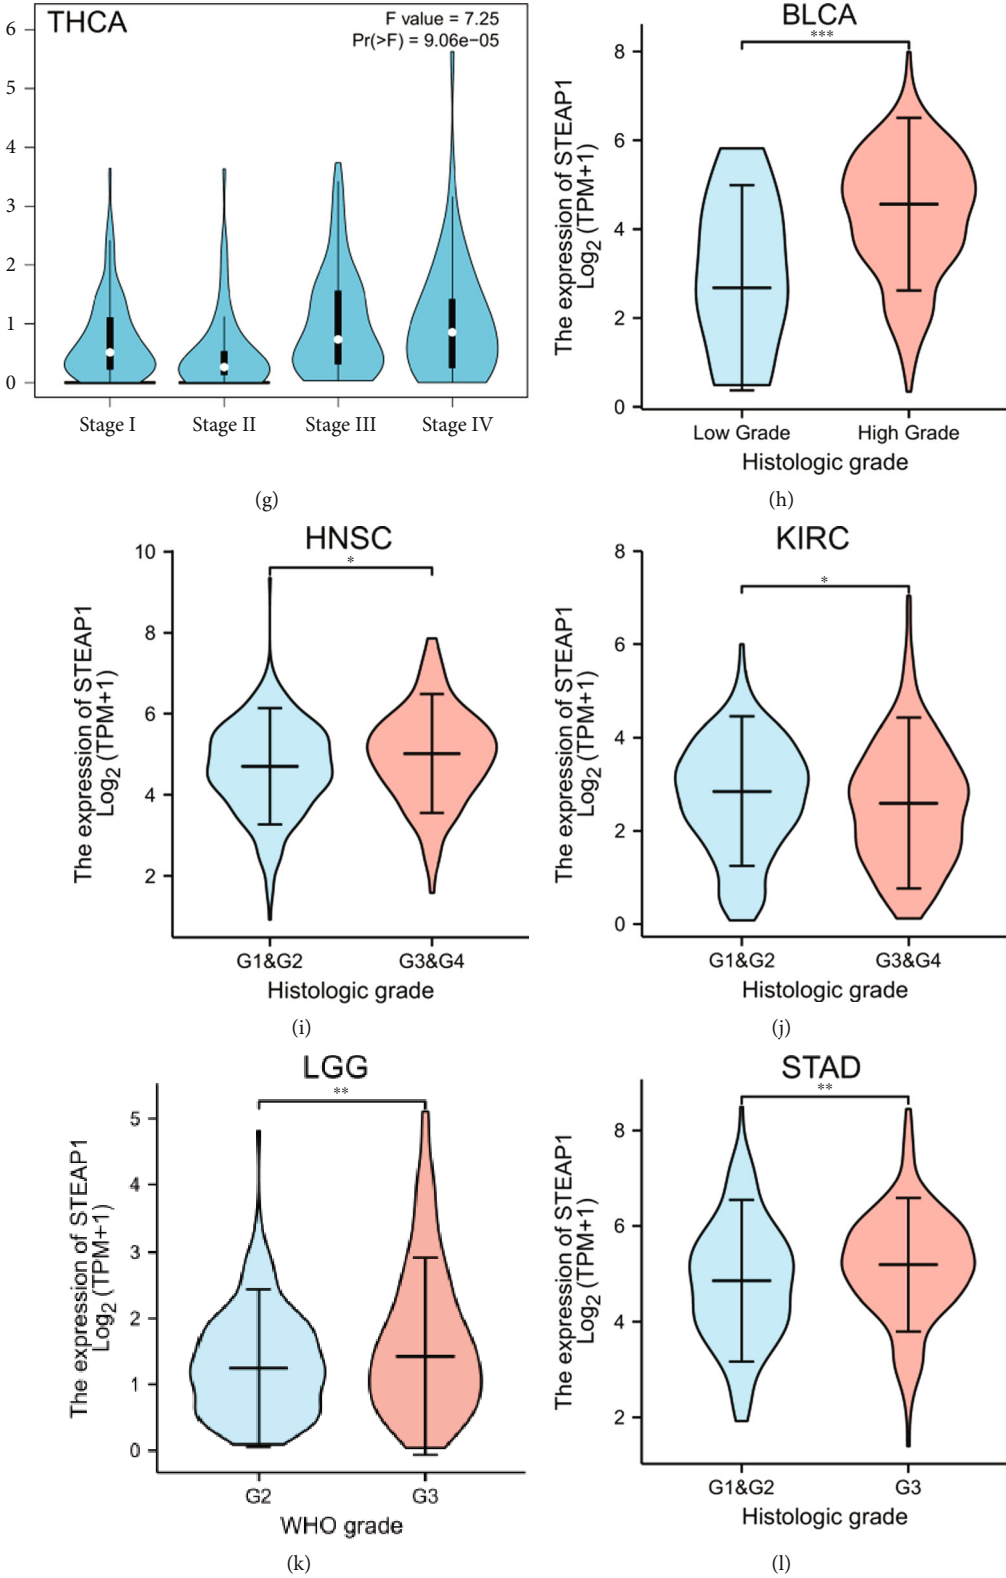 THCA
F value = 7.25
Pr(>F) = 9.06e−05
6
5
4
3
2
1
0
Stage I Stage II Stage III Stage IV
(g)
BLCA
***
The expression of STEAP1
Log2 (TPM+1)
8
6
4
2
0
Low Grade High Grade
Histologic grade
(h)
HNSC
*
The expression of STEAP1
Log2 (TPM+1)
10
8
6
4
2
G1&G2 G3&G4
Histologic grade
(i)
KIRC
*
The expression of STEAP1
Log2 (TPM+1)
8
6
4
2
0
G1&G2 G3&G4
Histologic grade
(j)
LGG
**
The expression of STEAP1
Log2 (TPM+1)
5
4
3
2
1
0
G2 G3
WHO grade
(k)
STAD
**
The expression of STEAP1
Log2 (TPM+1)
8
6
4
2
G1&G2 G3
Histologic grade
(l)